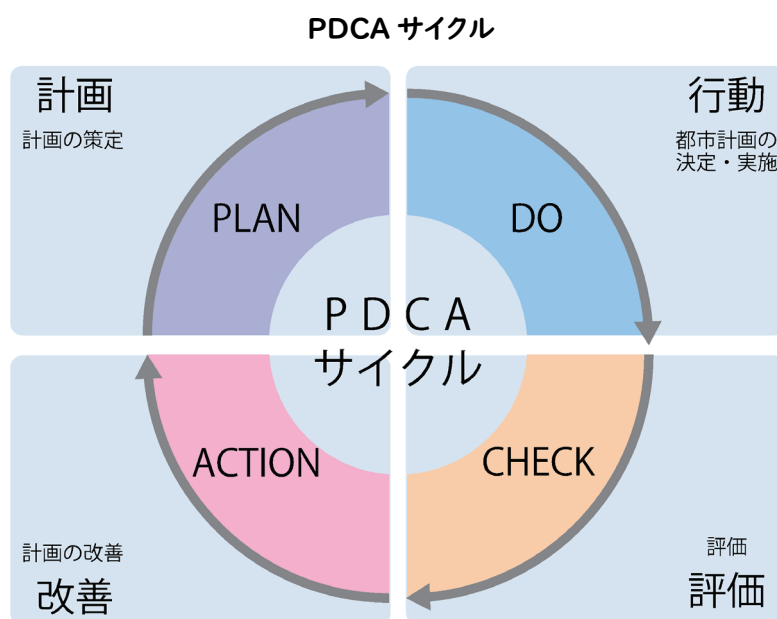 PDCA サイクル
計画
計画の策定
行動
都市計画の
決定・実施
PLAN
DO
PDCA
サイクル
ACTION
CHECK
計画の改善
改善
評価
評価